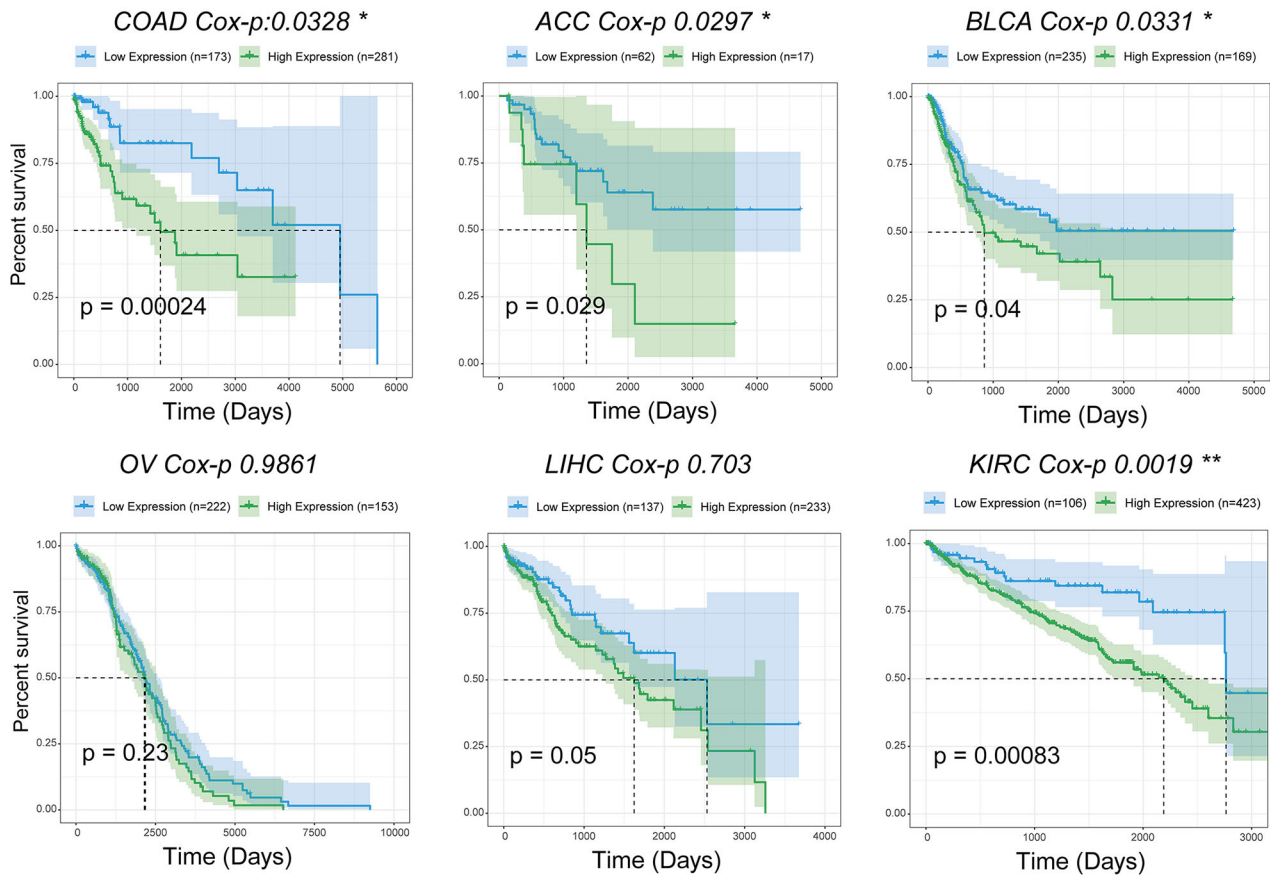 COAD Cox-p:0.0328 *
Low Expression (n=173) High Expression (n=281)
1.00
0.75
0.50
0.25
0.00
Percent survival
p = 0.00024
0 1000 2000 3000 4000 5000 6000
Time (Days)
ACC Cox-p 0.0297 *
Low Expression (n=62) High Expression (n=17)
1.00
0.75
0.50
0.25
0.00
p = 0.029
0 1000 2000 3000 4000 5000
Time (Days)
BLCA Cox-p 0.0331 *
Low Expression (n=235) High Expression (n=169)
1.00
0.75
0.50
0.25
0.00
p = 0.04
0 1000 2000 3000 4000 5000
Time (Days)
OV Cox-p 0.9861
Low Expression (n=222) High Expression (n=153)
1.00
0.75
0.50
0.25
0.00
Percent survival
p = 0.23
0 2500 5000 7500 10000
Time (Days)
LIHC Cox-p 0.703
Low Expression (n=137) High Expression (n=233)
1.00
0.75
0.50
0.25
0.00
p = 0.05
0 1000 2000 3000 4000
Time (Days)
KIRC Cox-p 0.0019 **
Low Expression (n=106) High Expression (n=423)
1.00
0.75
0.50
0.25
0.00
p = 0.00083
0 1000 2000 3000
Time (Days)